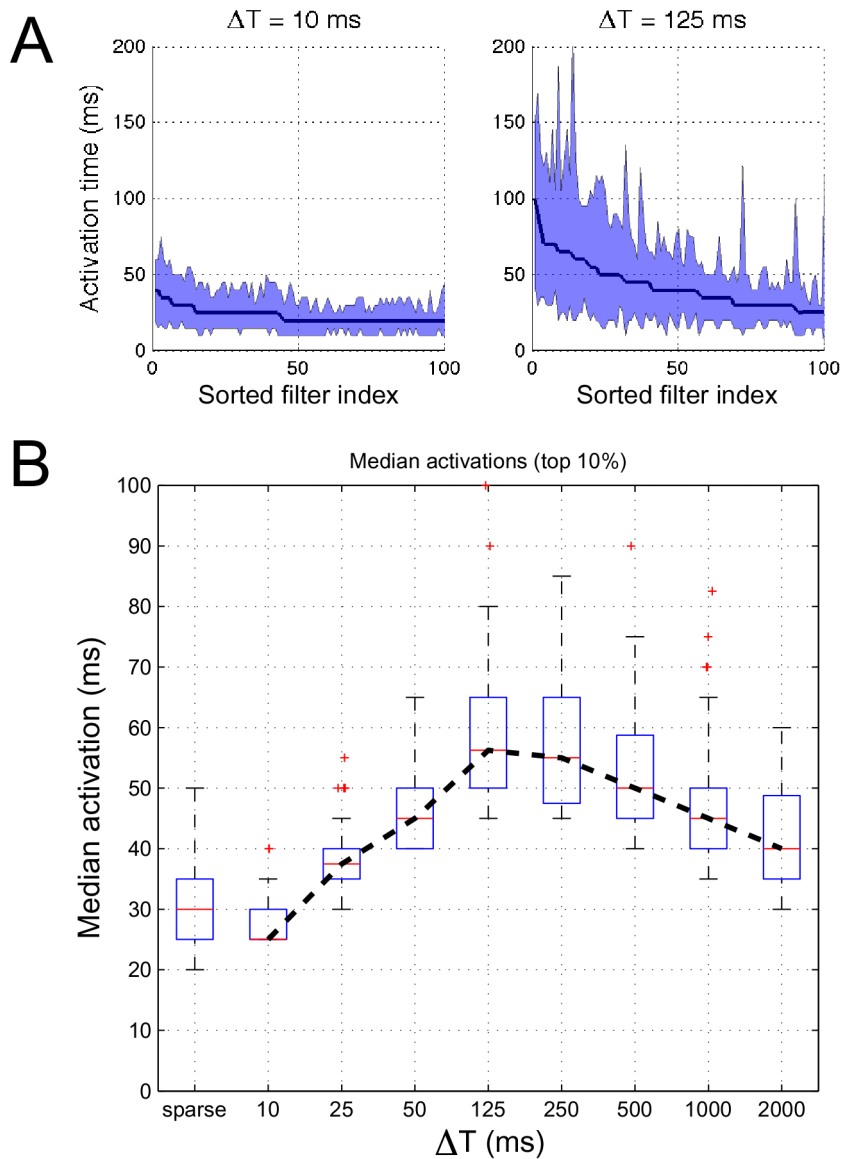 A
ΔT = 10 ms
ΔT = 125 ms
Activation time (ms)
200
150
100
50
0
0
50
100
Sorted filter index
200
150
100
50
0
0
50
100
Sorted filter index
B
Median activations (top 10%)
Median activation (ms)
100
90
80
70
60
50
40
30
20
10
0
sparse 10 25 50 125 250 500 1000 2000
ΔT (ms)